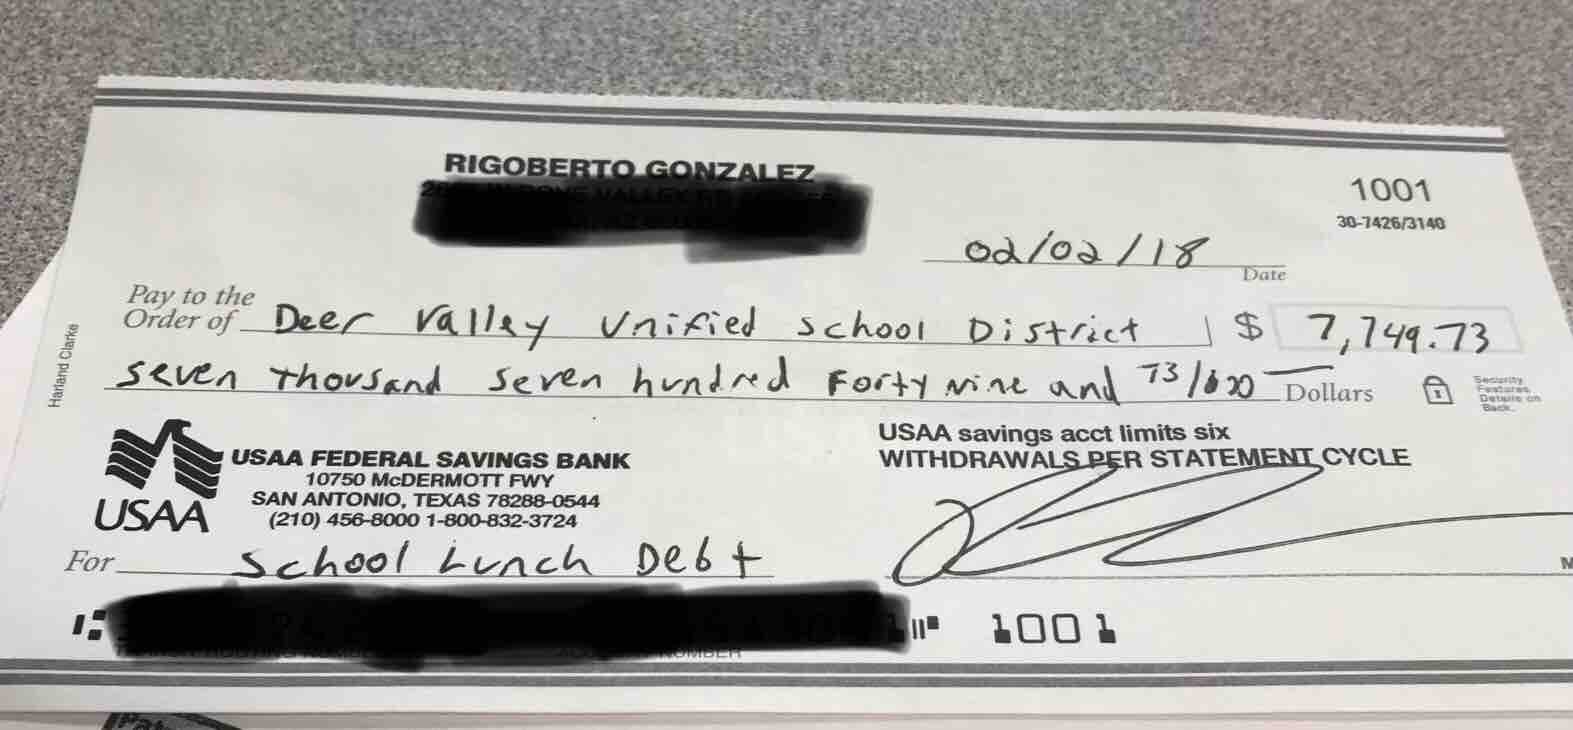 RIGOBERTO GONZALEZ
1001
30-7426/3140
02/02/18
Date
Pay to the
Order of Deer Valley Unified School District $ 7,749.73
seven thousand seven hundred forty nine and 73/100 Dollars
Security
Features
Details on
Back.
Harland Clarke
USAA FEDERAL SAVINGS BANK
10750 McDERMOTT FWY
SAN ANTONIO, TEXAS 78288-0544
(210) 456-8000 1-800-832-3724
USAA
USAA savings acct limits six
WITHDRAWALS PER STATEMENT CYCLE
For School Lunch Debt
1001